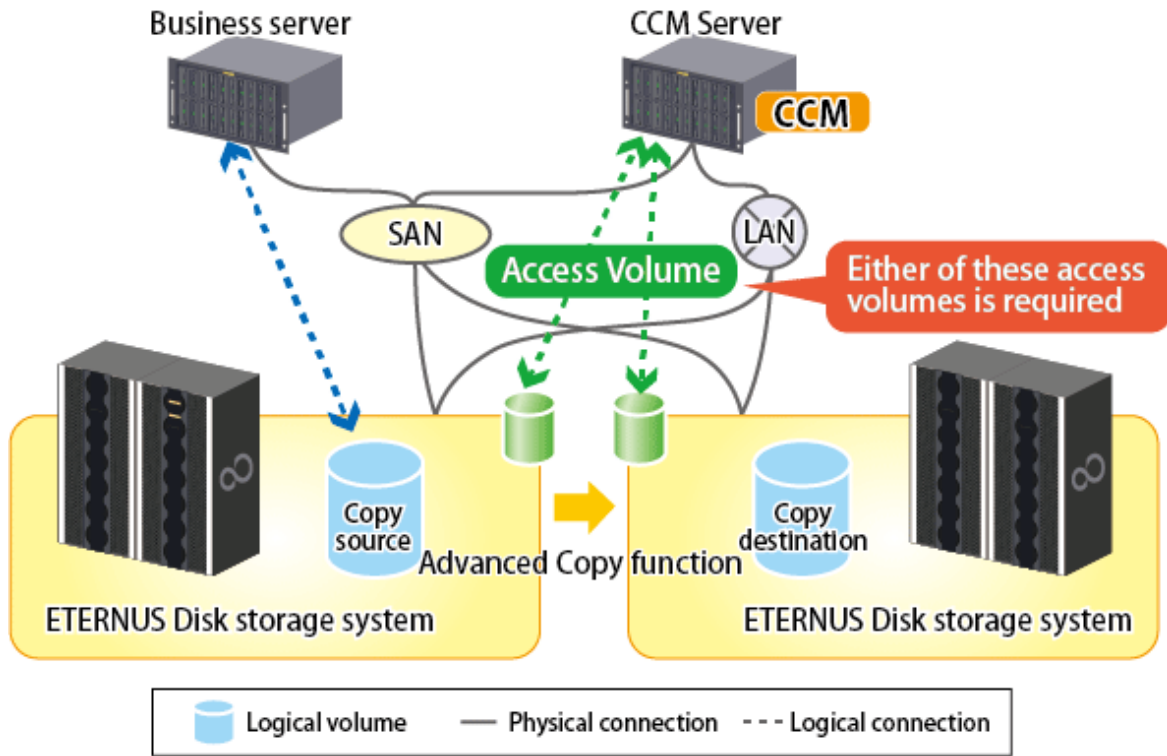 Business server
CCM Server
CCM
SAN
LAN
Access Volume
Either of these access
volumes is required
Copy
source
Advanced Copy function
Copy
destination
ETERNUS Disk storage system
ETERNUS Disk storage system
Logical volume
Physical connection
Logical connection